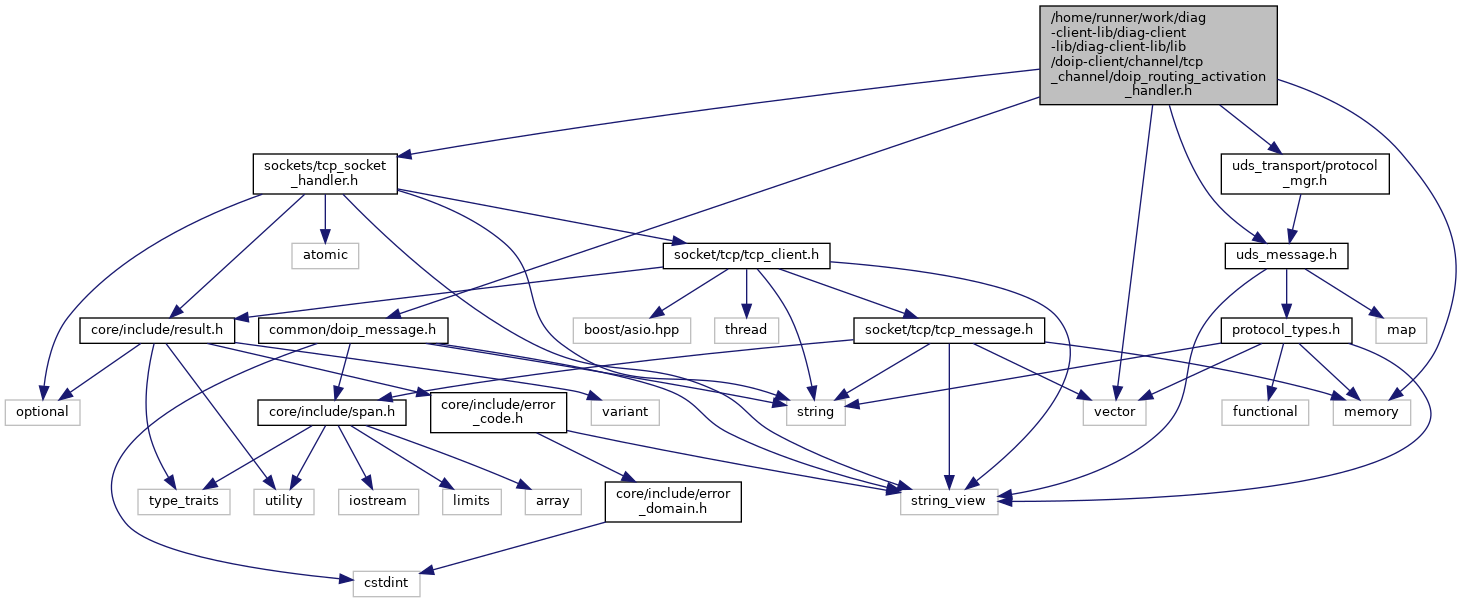 /home/runner/work/diag
-client-lib/diag-client
-lib/diag-client-lib/lib
/doip-client/channel/tcp
_channel/doip_routing_activation
_handler.h
sockets/tcp_socket
_handler.h
uds_transport/protocol
_mgr.h
atomic
socket/tcp/tcp_client.h
uds_message.h
core/include/result.h
common/doip_message.h
boost/asio.hpp
thread
socket/tcp/tcp_message.h
protocol_types.h
map
optional
core/include/span.h
core/include/error
_code.h
variant
string
vector
functional
memory
type_traits
utility
iostream
limits
array
core/include/error
_domain.h
string_view
cstdint